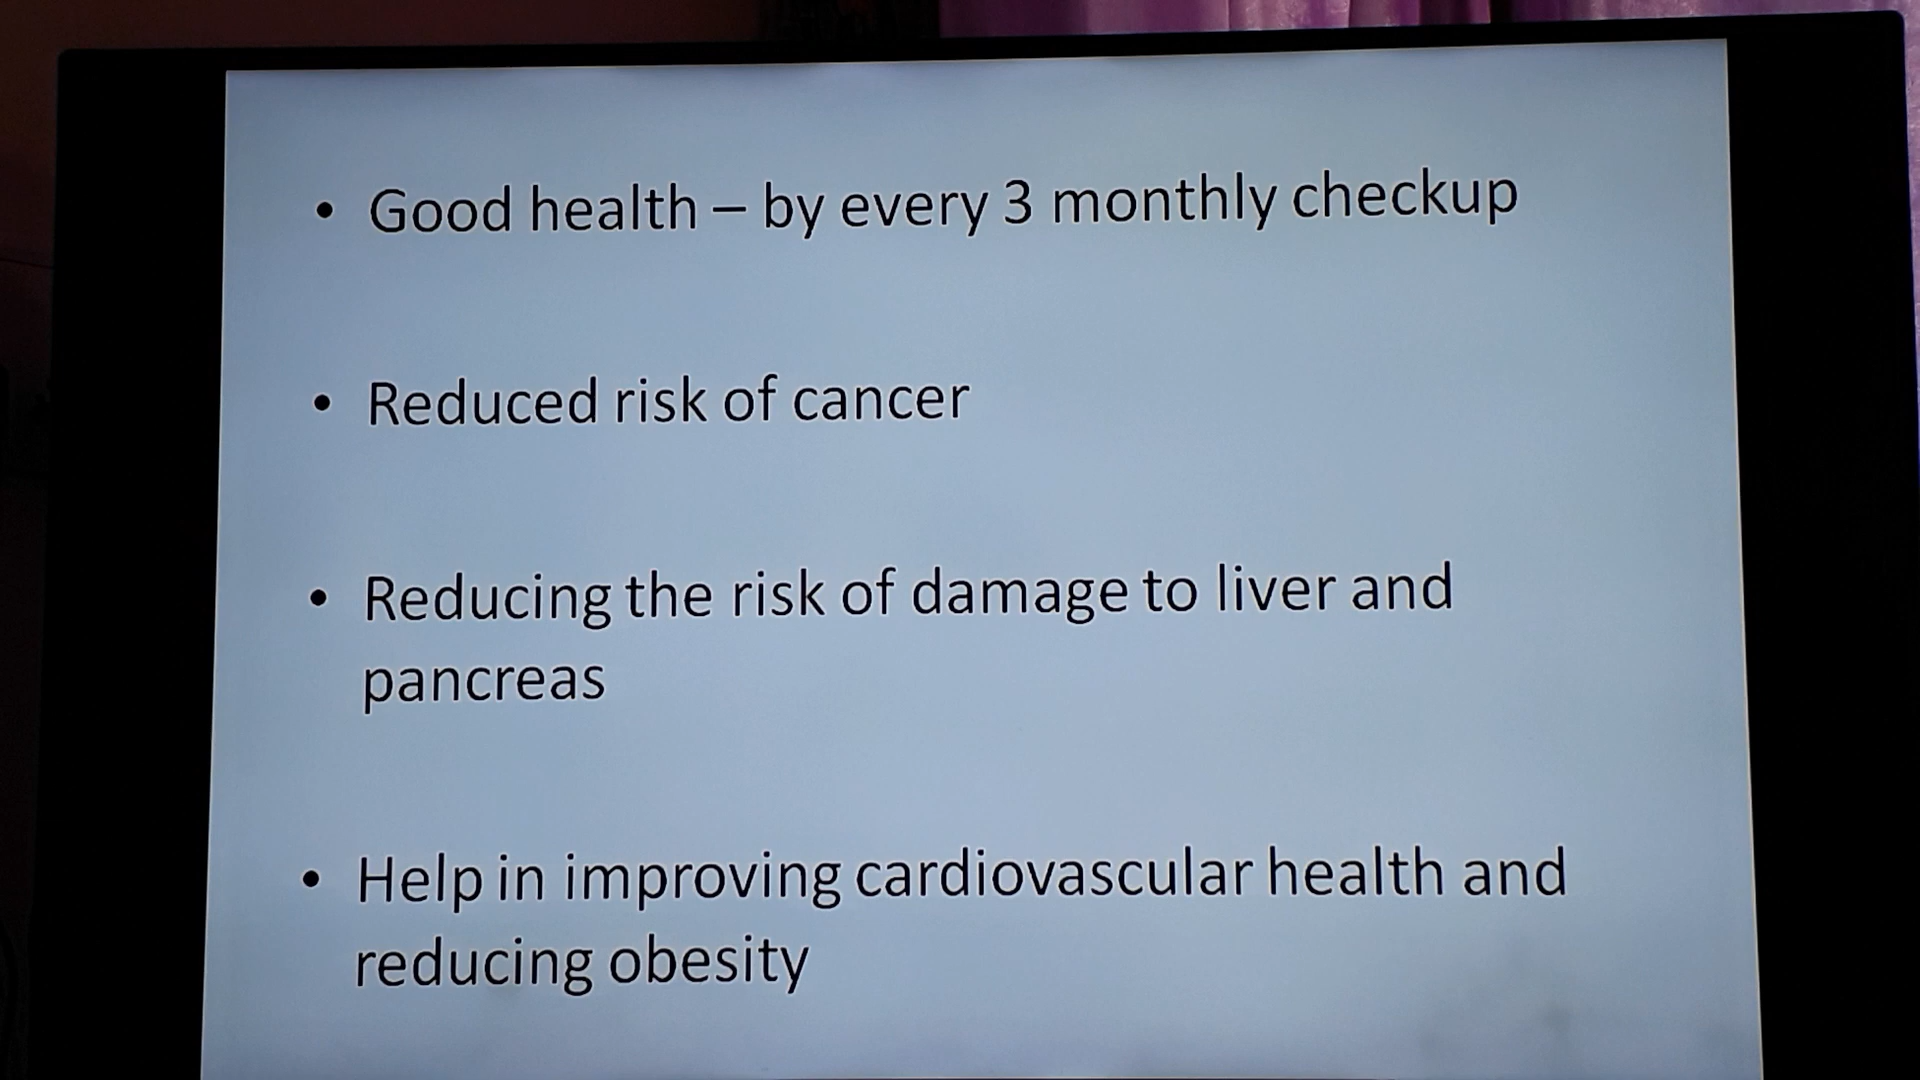 • Good health – by every 3 monthly checkup
• Reduced risk of cancer
• Reducing the risk of damage to liver and
pancreas
• Help in improving cardiovascular health and
reducing obesity